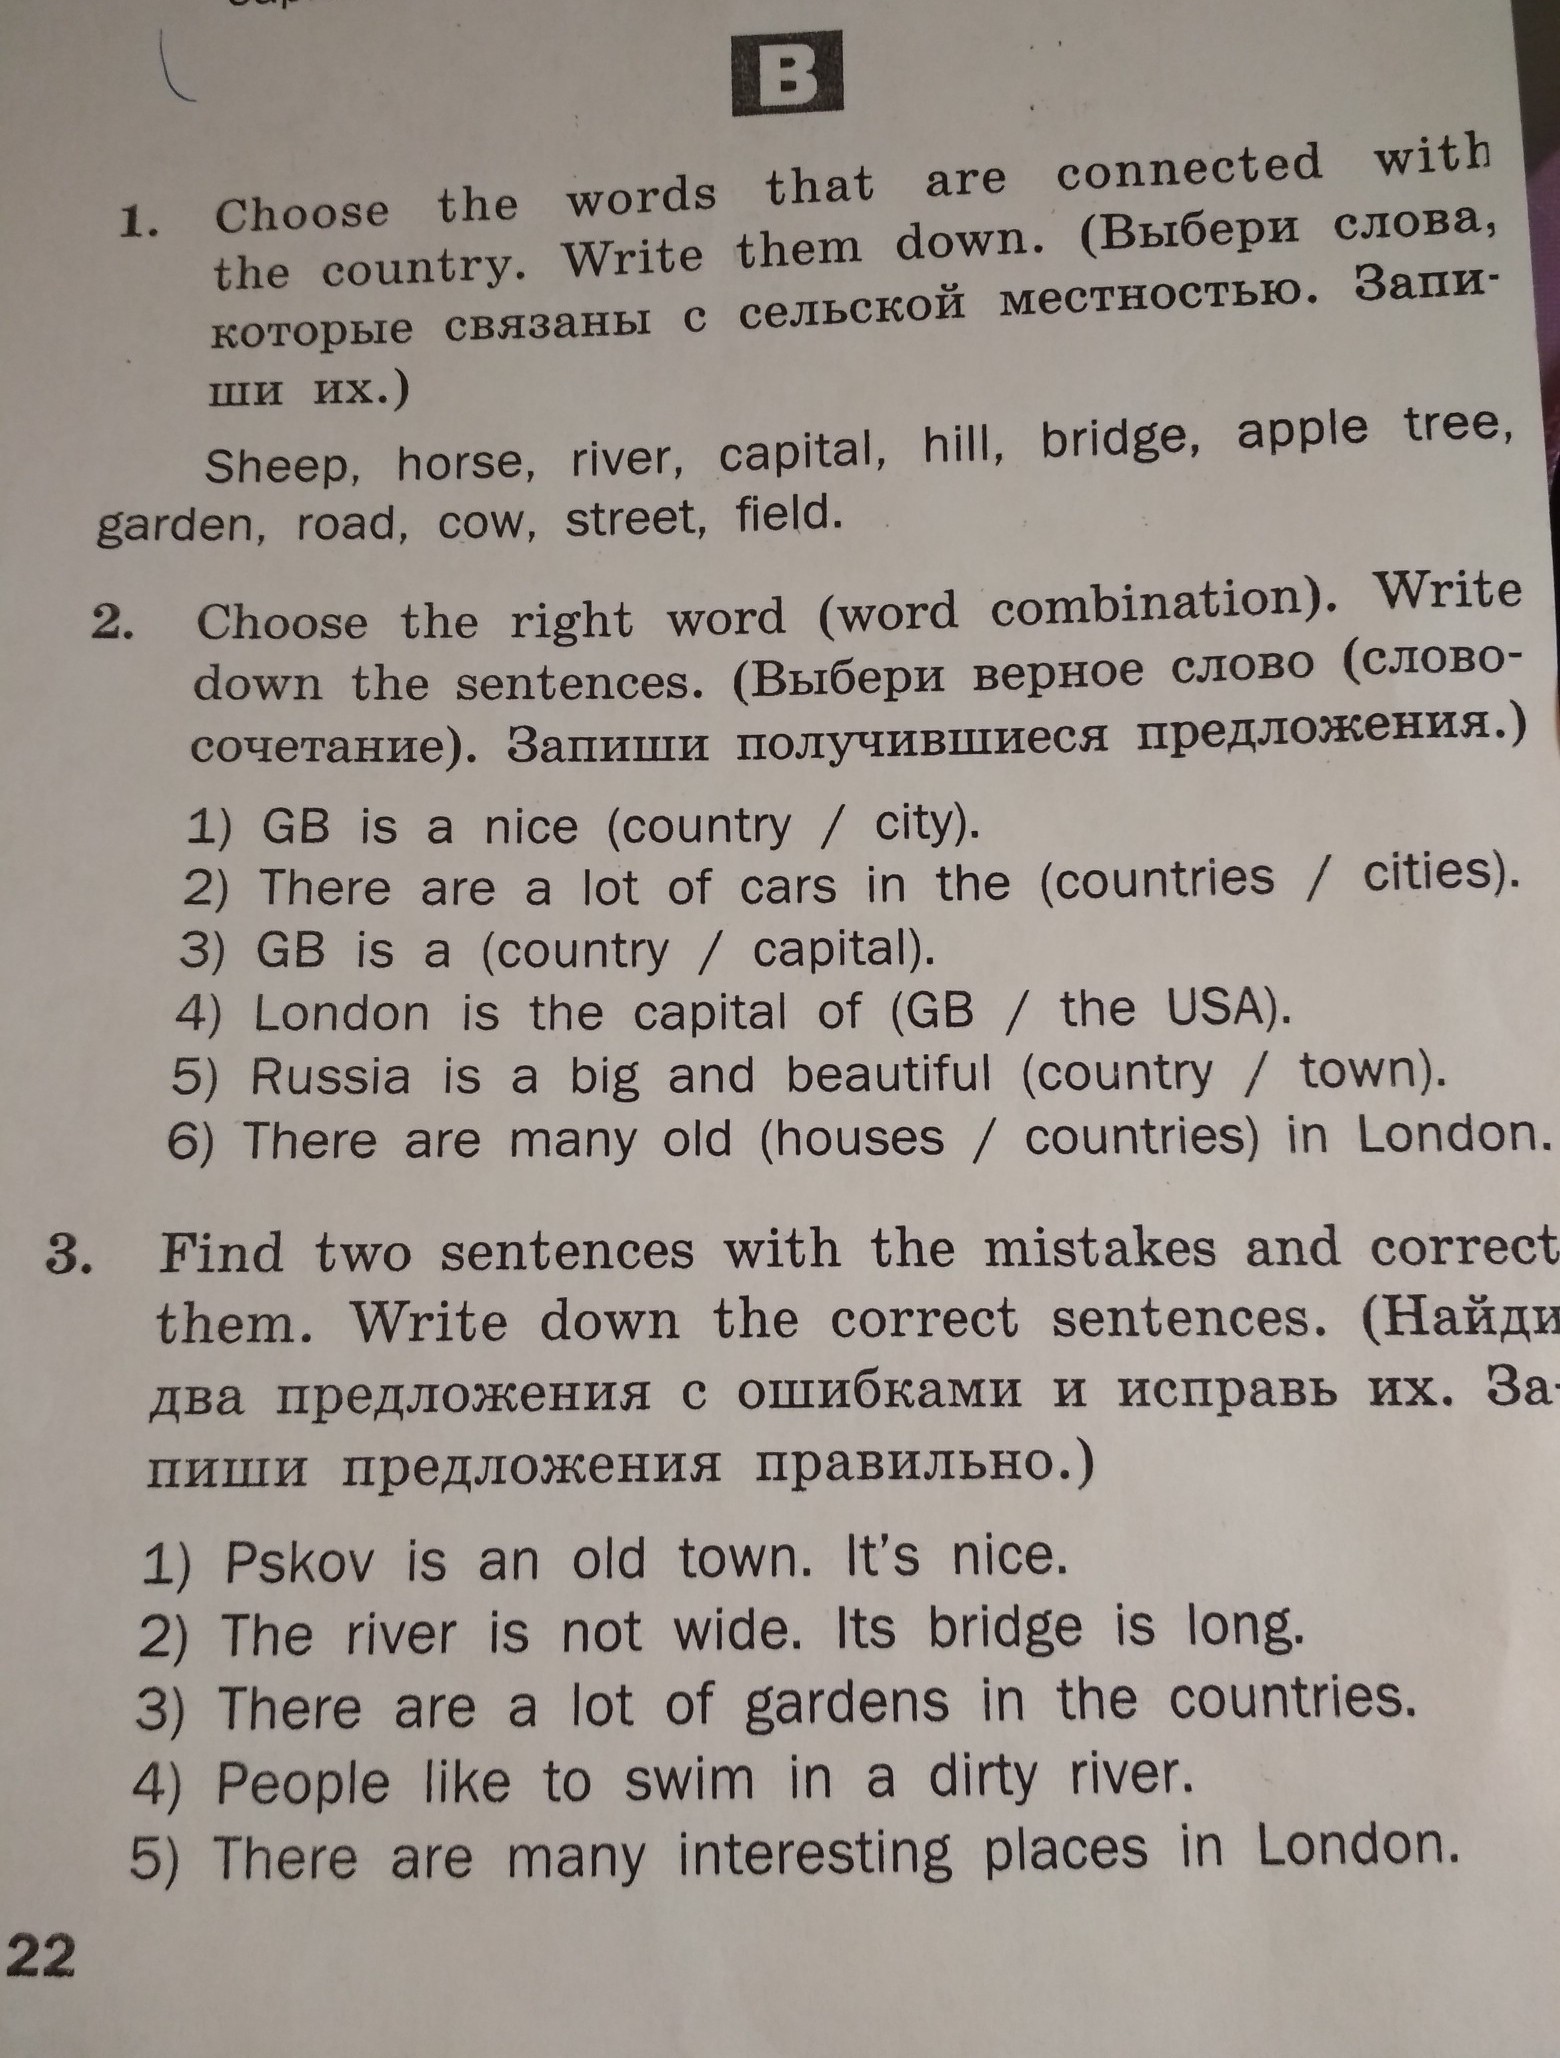 B
1. Choose the words that are connected with
the country. Write them down. (Выбери слова,
которые связаны с сельской местностью. Запи-
ши их.)
Sheep, horse, river, capital, hill, bridge, apple tree,
garden, road, cow, street, field.
2. Choose the right word (word combination). Write
down the sentences. (Выбери верное слово (слово-
сочетание). Запиши получившиеся предложения.)
1) GB is a nice (country / city).
2) There are a lot of cars in the (countries / cities).
3) GB is a (country / capital).
4) London is the capital of (GB / the USA).
5) Russia is a big and beautiful (country / town).
6) There are many old (houses / countries) in London.
3. Find two sentences with the mistakes and correct
them. Write down the correct sentences. (Найди
два предложения с ошибками и исправь их. За-
пиши предложения правильно.)
1) Pskov is an old town. It's nice.
2) The river is not wide. Its bridge is long.
3) There are a lot of gardens in the countries.
4) People like to swim in a dirty river.
5) There are many interesting places in London.
22